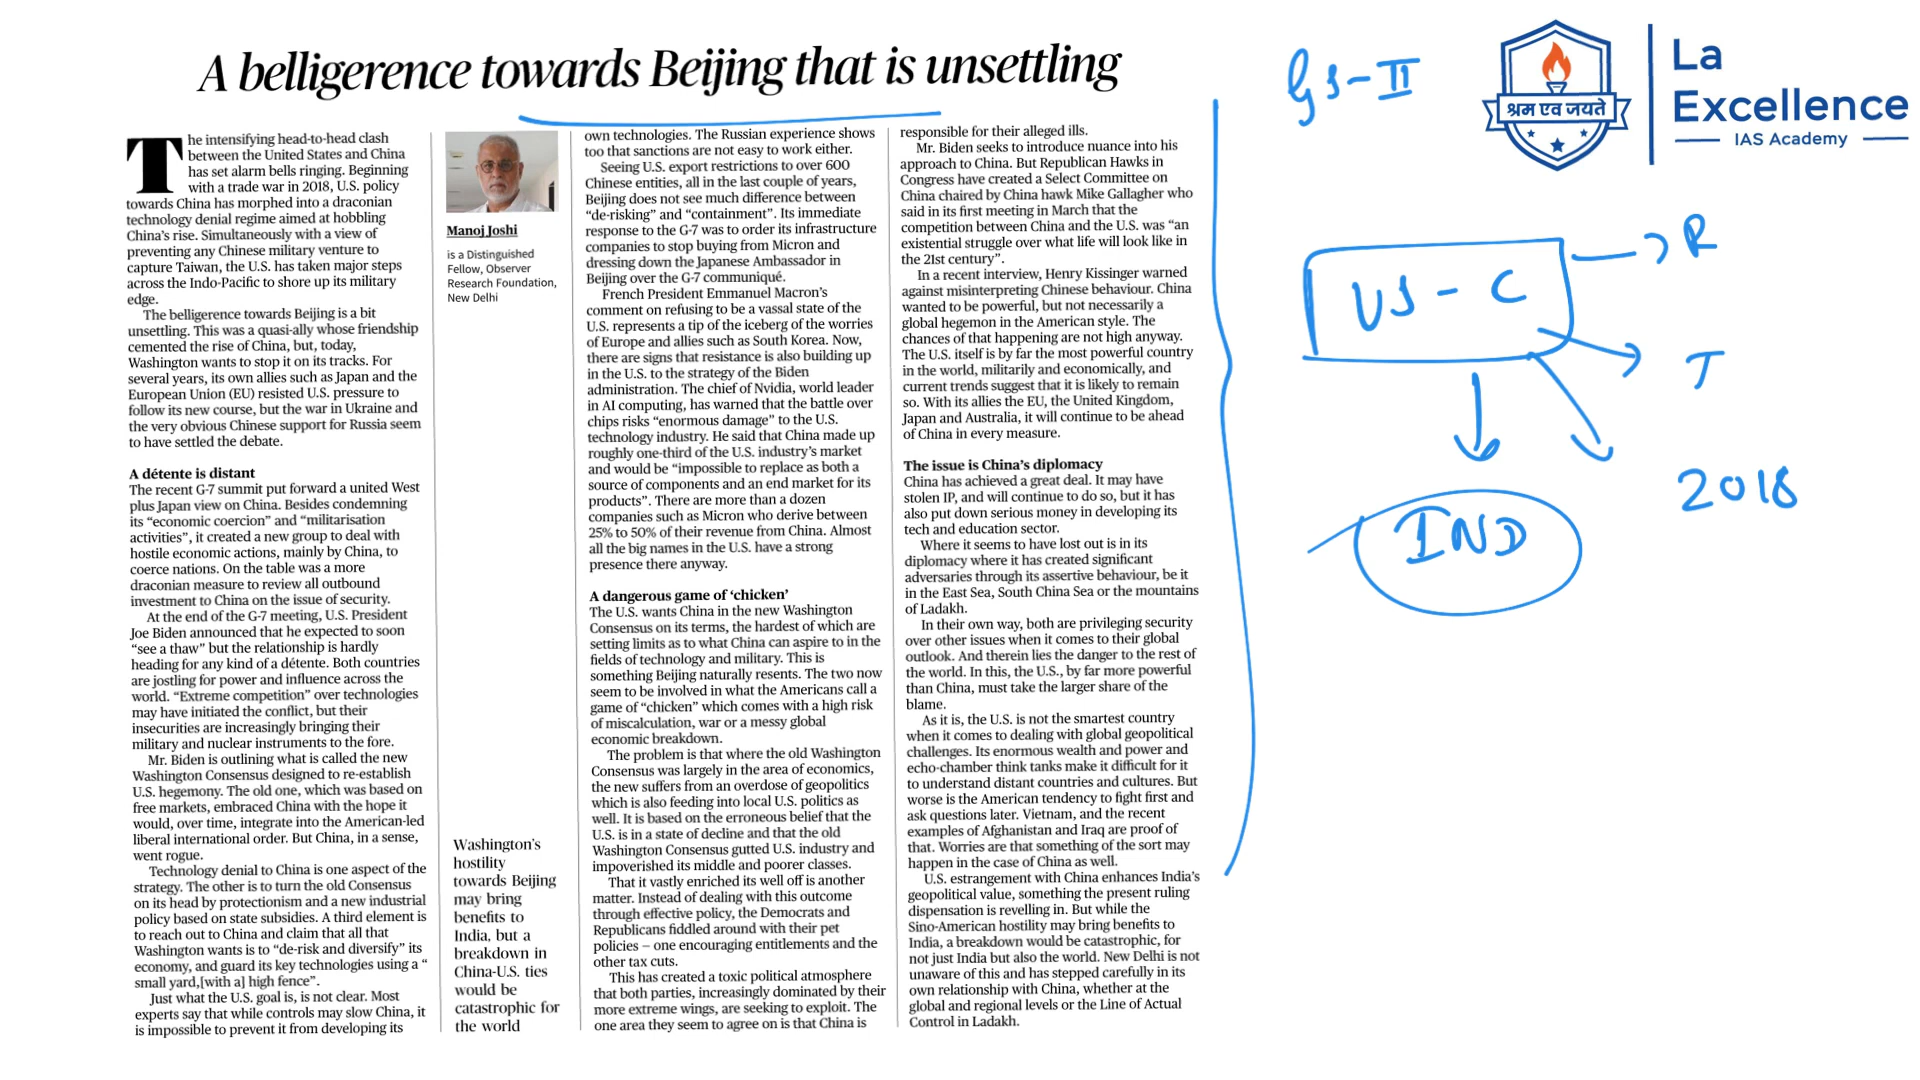 A belligerence towards Beijing that is unsettling
The intensifying head-to-head clash
between the United States and China
has set alarm bells ringing. Beginning
with a trade war in 2018, U.S. policy
towards China has morphed into a draconian
technology denial regime aimed at hobbling
China's rise. Simultaneously with a view of
preventing any Chinese military venture to
capture Taiwan, the U.S. has taken major steps
across the Indo-Pacific to shore up its military
edge.
The belligerence towards Beijing is a bit
unsettling. This was a quasi-ally whose friendship
cemented the rise of China, but, today,
Washington wants to stop it on its tracks. For
several years, its own allies such as Japan and the
European Union (EU) resisted U.S. pressure to
follow its new course, but the war in Ukraine and
the very obvious Chinese support for Russia seem
to have settled the debate.
A détente is distant
The recent G-7 summit put forward a united West
plus Japan view on China. Besides condemning
its “economic coercion” and “militarisation
activities”, it created a new group to deal with
hostile economic actions, mainly by China, to
coerce nations. On the table was a more
draconian measure to review all outbound
investment to China on the issue of security.
At the end of the G-7 meeting, U.S. President
Joe Biden announced that he expected to soon
“see a thaw” but the relationship is hardly
heading for any kind of a détente. Both countries
are jostling for power and influence across the
world. “Extreme competition” over technologies
may have initiated the conflict, but their
insecurities are increasingly bringing their
military and nuclear instruments to the fore.
Mr. Biden is outlining what is called the new
Washington Consensus designed to re-establish
U.S. hegemony. The old one, which was based on
free markets, embraced China with the hope it
would, over time, integrate into the American-led
liberal international order. But China, in a sense,
went rogue.
Technology denial to China is one aspect of the
strategy. The other is to turn the old Consensus
on its head by protectionism and a new industrial
policy based on state subsidies. A third element is
to reach out to China and claim that all that
Washington wants is to “de-risk and diversify” its
economy, and guard its key technologies using a “
small yard,[with a] high fence”.
Just what the U.S. goal is, is not clear. Most
experts say that while controls may slow China, it
is impossible to prevent it from developing its
Manoj Joshi
is a Distinguished
Fellow, Observer
Research Foundation,
New Delhi
Washington's
hostility
towards Beijing
may bring
benefits to
India, but a
breakdown in
China-U.S. ties
would be
catastrophic for
the world
own technologies. The Russian experience shows
too that sanctions are not easy to work either.
Seeing U.S. export restrictions to over 600
Chinese entities, all in the last couple of years,
Beijing does not see much difference between
“de-risking” and “containment”. Its immediate
response to the G-7 was to order its infrastructure
companies to stop buying from Micron and
dressing down the Japanese Ambassador in
Beijing over the G-7 communiqué.
French President Emmanuel Macron's
comment on refusing to be a vassal state of the
U.S. represents a tip of the iceberg of the worries
of Europe and allies such as South Korea. Now,
there are signs that resistance is also building up
in the U.S. to the strategy of the Biden
administration. The chief of Nvidia, world leader
in AI computing, has warned that the battle over
chips risks “enormous damage” to the U.S.
technology industry. He said that China made up
roughly one-third of the U.S. industry's market
and would be “impossible to replace as both a
source of components and an end market for its
products”. There are more than a dozen
companies such as Micron who derive between
25% to 50% of their revenue from China. Almost
all the big names in the U.S. have a strong
presence there anyway.
A dangerous game of ‘chicken’
The U.S. wants China in the new Washington
Consensus on its terms, the hardest of which are
setting limits as to what China can aspire to in the
fields of technology and military. This is
something Beijing naturally resents. The two now
seem to be involved in what the Americans call a
game of “chicken” which comes with a high risk
of miscalculation, war or a messy global
economic breakdown.
The problem is that where the old Washington
Consensus was largely in the area of economics,
the new suffers from an overdose of geopolitics
which is also feeding into local U.S. politics as
well. It is based on the erroneous belief that the
U.S. is in a state of decline and that the old
Washington Consensus gutted U.S. industry and
impoverished its middle and poorer classes.
That it vastly enriched its well off is another
matter. Instead of dealing with this outcome
through effective policy, the Democrats and
Republicans fiddled around with their pet
policies – one encouraging entitlements and the
other tax cuts.
This has created a toxic political atmosphere
that both parties, increasingly dominated by their
more extreme wings, are seeking to exploit. The
one area they seem to agree on is that China is
responsible for their alleged ills.
Mr. Biden seeks to introduce nuance into his
approach to China. But Republican Hawks in
Congress have created a Select Committee on
China chaired by China hawk Mike Gallagher who
said in its first meeting in March that the
competition between China and the U.S. was “an
existential struggle over what life will look like in
the 21st century”.
In a recent interview, Henry Kissinger warned
against misinterpreting Chinese behaviour. China
wanted to be powerful, but not necessarily a
global hegemon in the American style. The
chances of that happening are not high anyway.
The U.S. itself is by far the most powerful country
in the world, militarily and economically, and
current trends suggest that it is likely to remain
so. With its allies the EU, the United Kingdom,
Japan and Australia, it will continue to be ahead
of China in every measure.
The issue is China's diplomacy
China has achieved a great deal. It may have
stolen IP, and will continue to do so, but it has
also put down serious money in developing its
tech and education sector.
Where it seems to have lost out is in its
diplomacy where it has created significant
adversaries through its assertive behaviour, be it
in the East Sea, South China Sea or the mountains
of Ladakh.
In their own way, both are privileging security
over other issues when it comes to their global
outlook. And therein lies the danger to the rest of
the world. In this, the U.S., by far more powerful
than China, must take the larger share of the
blame.
As it is, the U.S. is not the smartest country
when it comes to dealing with global geopolitical
challenges. Its enormous wealth and power and
echo-chamber think tanks make it difficult for it
to understand distant countries and cultures. But
worse is the American tendency to fight first and
ask questions later. Vietnam, and the recent
examples of Afghanistan and Iraq are proof of
that. Worries are that something of the sort may
happen in the case of China as well.
U.S. estrangement with China enhances India's
geopolitical value, something the present ruling
dispensation is revelling in. But while the
Sino-American hostility may bring benefits to
India, a breakdown would be catastrophic, for
not just India but also the world. New Delhi is not
unaware of this and has stepped carefully in its
own relationship with China, whether at the
global and regional levels or the Line of Actual
Control in Ladakh.
GS-II
श्रम एव जयते
La
Excellence
IAS Academy
US - C
R
T
2018
IND